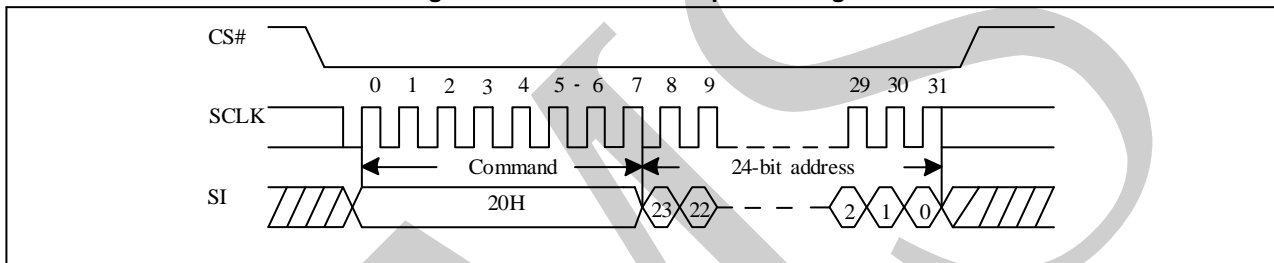 CS#
0 1 2 3 4 5 - 6 7 8 9 29 30 31
SCLK
Command 24-bit address
SI 20H 23 22 2 1 0